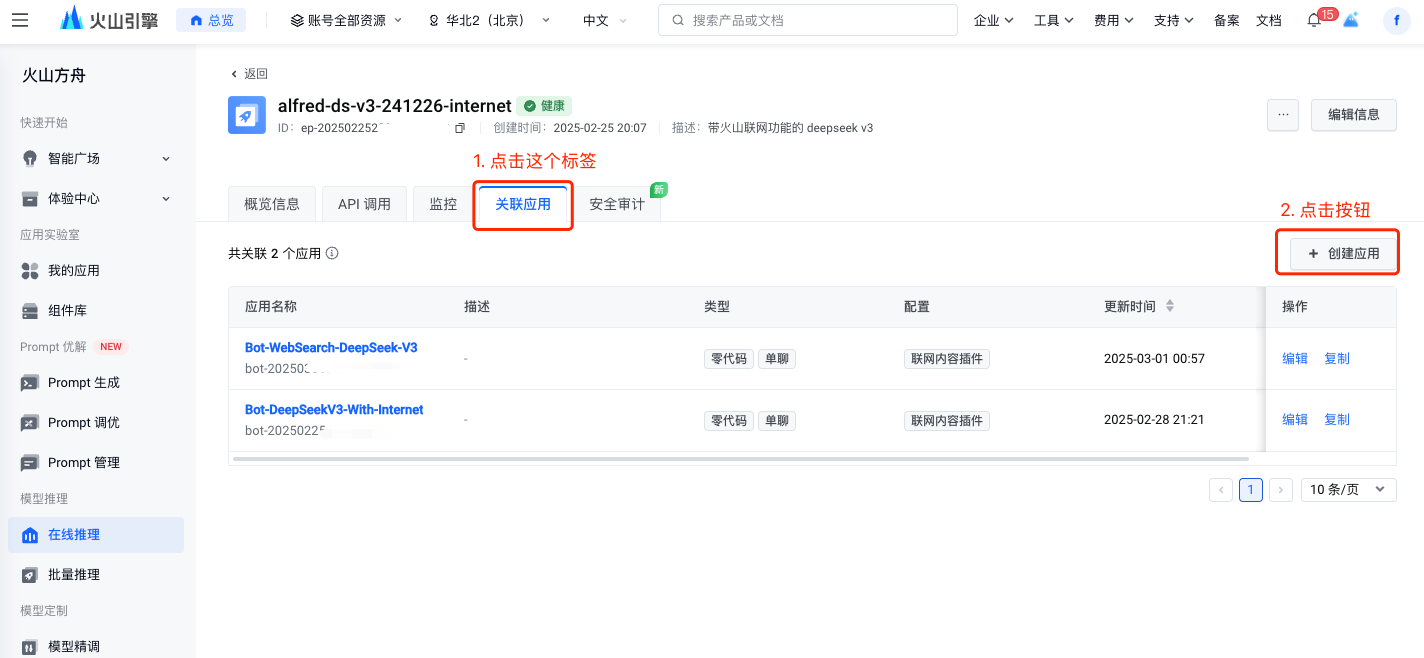 火山引擎 总览 账号全部资源 华北2（北京） 中文 搜索产品或文档 企业 工具 费用 支持 备案 文档 15 f
火山方舟
快速开始
智能广场
体验中心
应用实验室
我的应用
组件库
Prompt 优解 NEW
Prompt 生成
Prompt 调优
Prompt 管理
模型推理
在线推理
批量推理
模型定制
模型精调
返回
alfred-ds-v3-241226-internet 健康
ID: ep-2025022522 创建时间: 2025-02-25 20:07 描述: 带火山联网功能的 deepseek v3
... 编辑信息
1. 点击这个标签
概览信息 API 调用 监控 关联应用 安全审计 新
2. 点击按钮
共关联 2 个应用
+ 创建应用
应用名称 描述 类型 配置 更新时间 操作
Bot-WebSearch-DeepSeek-V3 - 零代码 单聊 联网内容插件 2025-03-01 00:57 编辑 复制
bot-202503
Bot-DeepSeekV3-With-Internet - 零代码 单聊 联网内容插件 2025-02-28 21:21 编辑 复制
bot-20250225
1 10 条/页